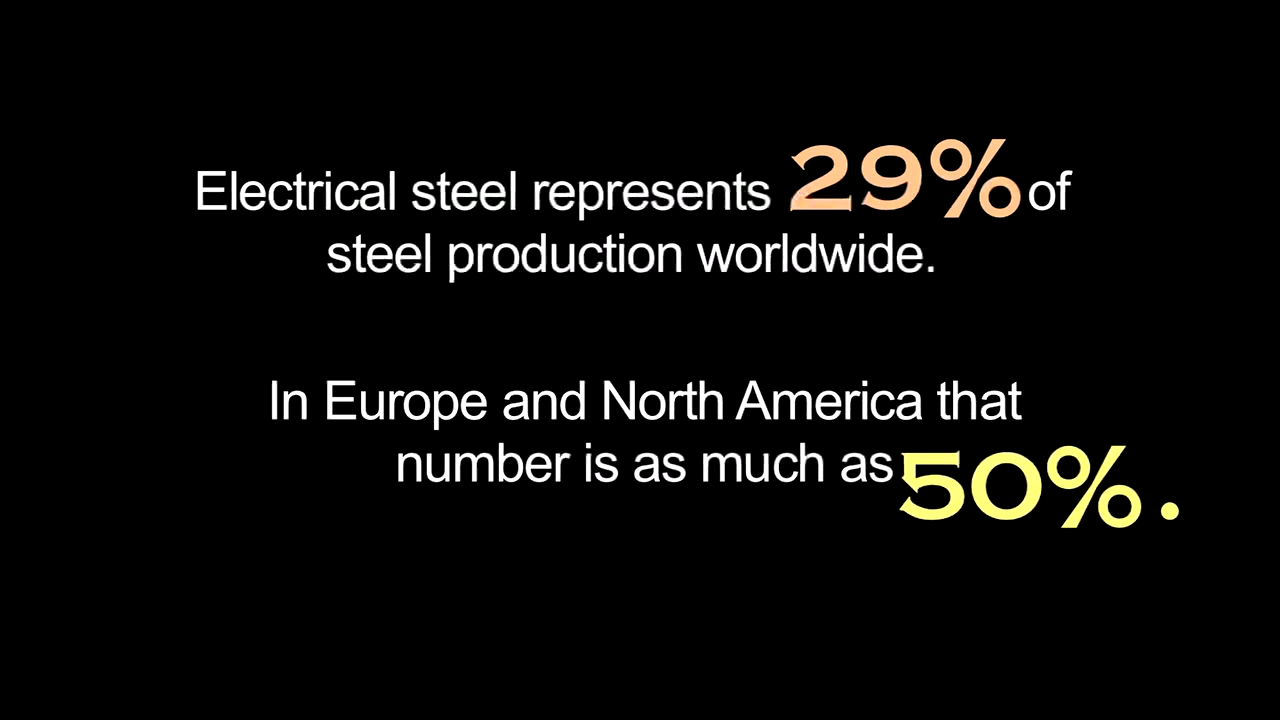 Electrical steel represents 29% of
steel production worldwide.
In Europe and North America that
number is as much as 50%.